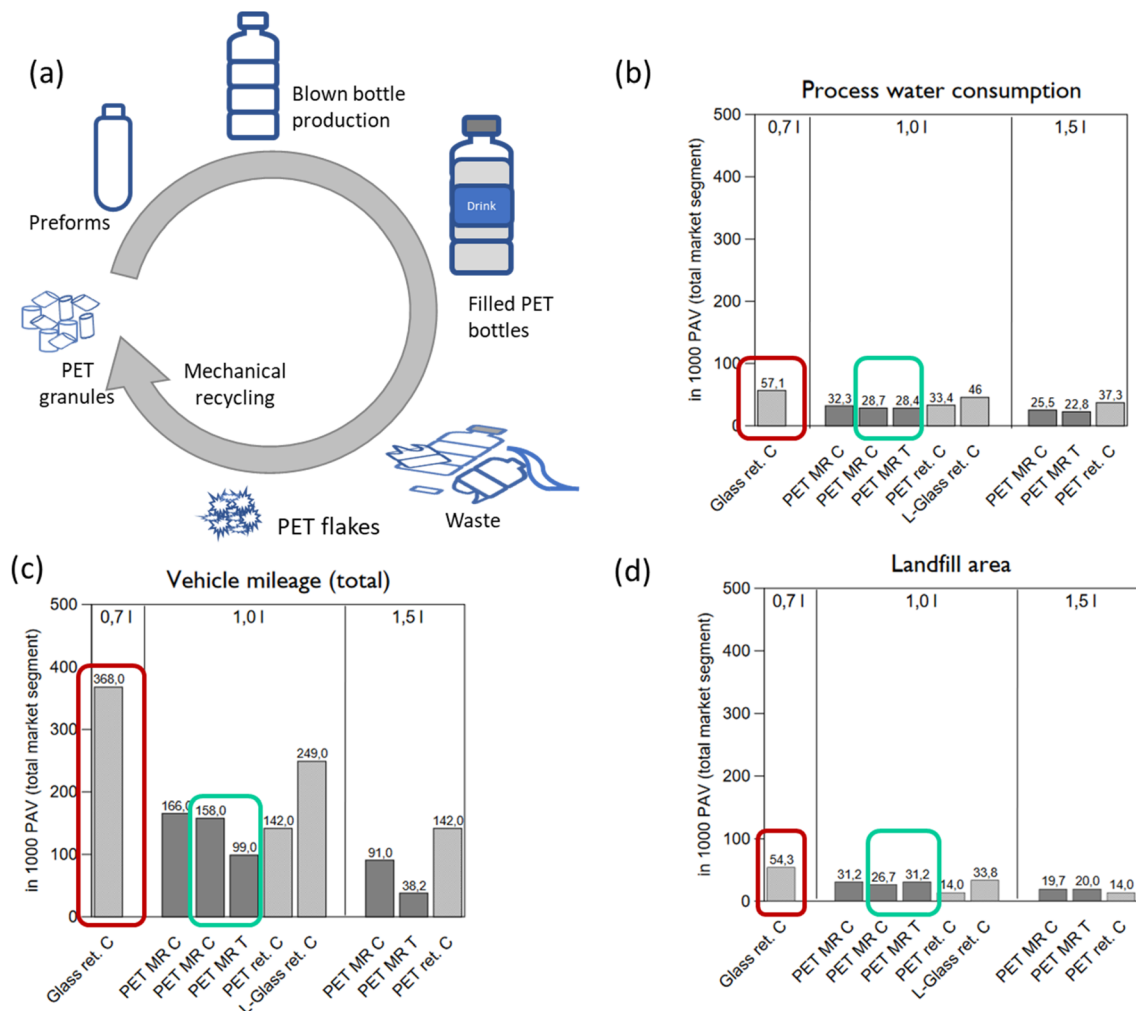 (a)
Blown bottle
production
Preforms
Drink
Filled PET
bottles
PET
granules
Mechanical
recycling
PET flakes
Waste
(b)
Process water consumption
in 1000 PAV (total market segment)
500
400
300
200
100
0
0,7 l
1,0 l
1,5 l
57,1
32,3
28,7
28,4
33,4
46
25,5
22,8
37,3
Glass ret. C
PET MR C
PET MR C
PET MR T
PET ret. C
L-Glass ret. C
PET MR C
PET MR T
PET ret. C
(c)
Vehicle mileage (total)
in 1000 PAV (total market segment)
500
400
300
200
100
0
0,7 l
1,0 l
1,5 l
368,0
166,0
158,0
99,0
142,0
249,0
91,0
38,2
142,0
Glass ret. C
PET MR C
PET MR C
PET MR T
PET ret. C
L-Glass ret. C
PET MR C
PET MR T
PET ret. C
(d)
Landfill area
in 1000 PAV (total market segment)
500
400
300
200
100
0
0,7 l
1,0 l
1,5 l
54,3
31,2
26,7
31,2
14,0
33,8
19,7
20,0
14,0
Glass ret. C
PET MR C
PET MR C
PET MR T
PET ret. C
L-Glass ret. C
PET MR C
PET MR T
PET ret. C